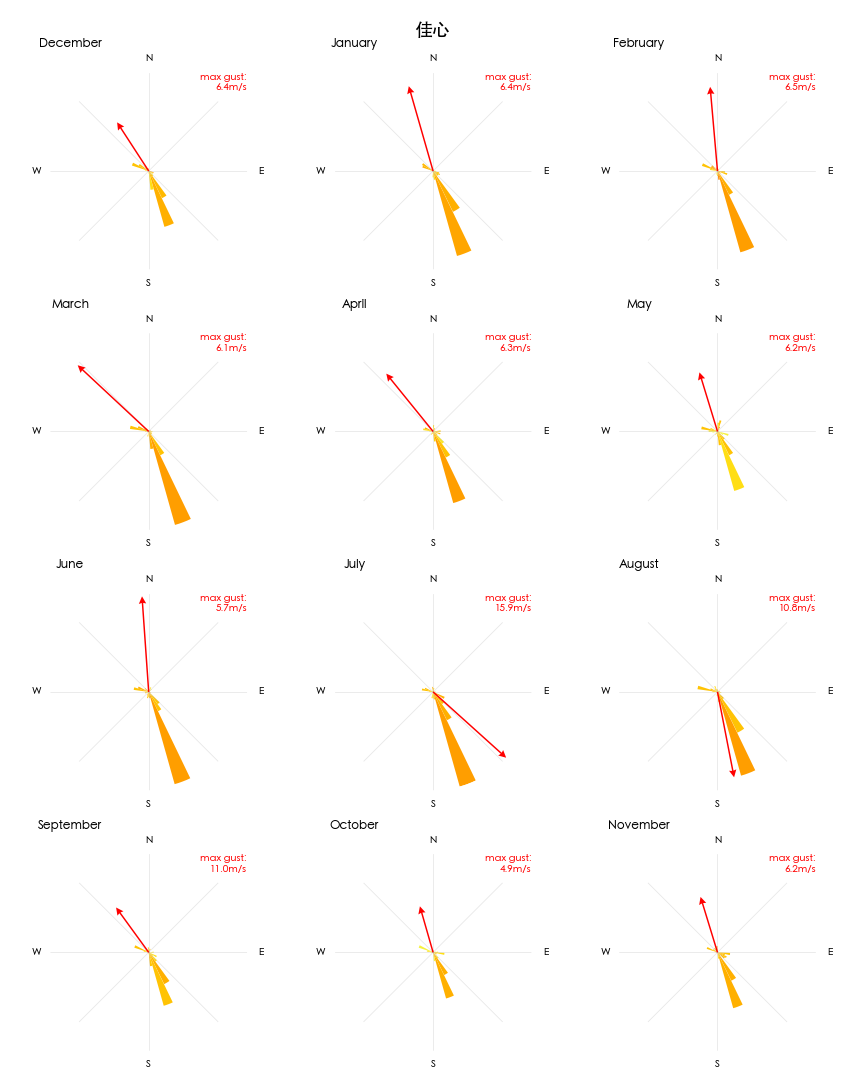 佳心
December
N
max gust:
6.4m/s
W
E
S
January
N
max gust:
6.4m/s
W
E
S
February
N
max gust:
6.5m/s
W
E
S
March
N
max gust:
6.1m/s
W
E
S
April
N
max gust:
6.3m/s
W
E
S
May
N
max gust:
6.2m/s
W
E
S
June
N
max gust:
5.7m/s
W
E
S
July
N
max gust:
15.9m/s
W
E
S
August
N
max gust:
10.8m/s
W
E
S
September
N
max gust:
11.0m/s
W
E
S
October
N
max gust:
4.9m/s
W
E
S
November
N
max gust:
6.2m/s
W
E
S